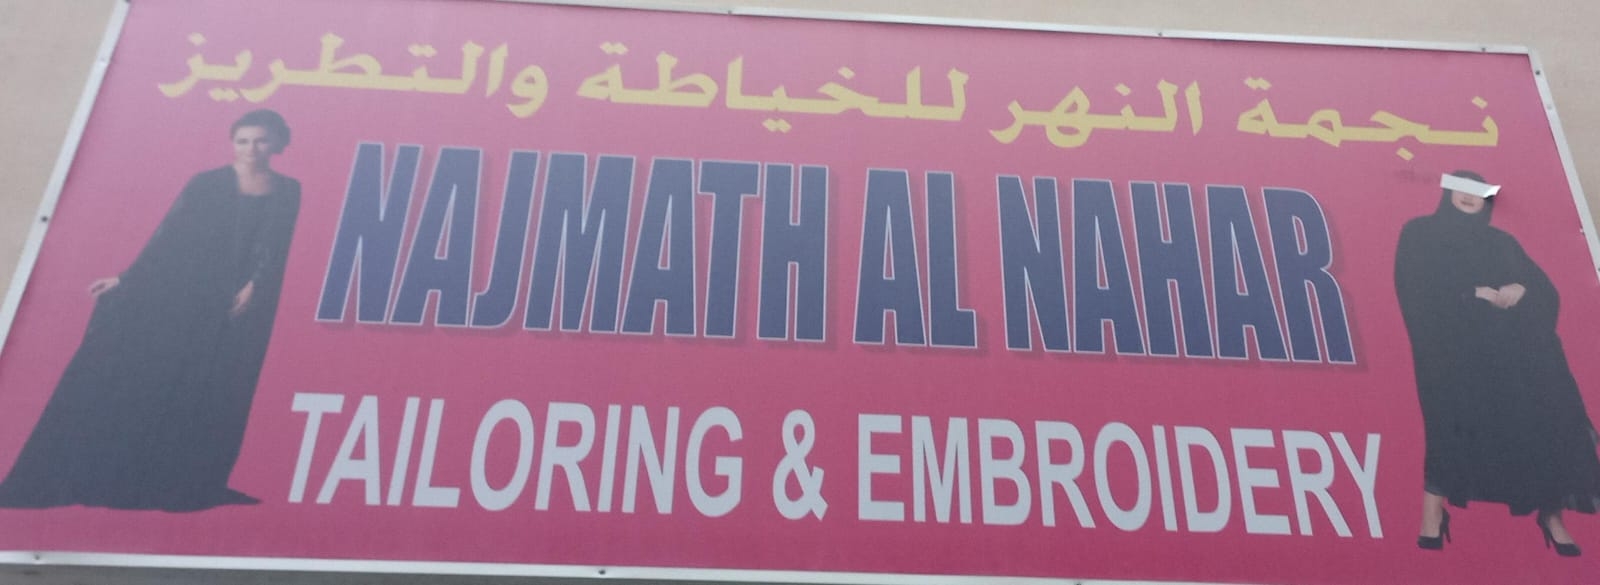 نجمة النهر للخياطة والتطريز
NAJMATH AL NAHAR
TAILORING & EMBROIDERY